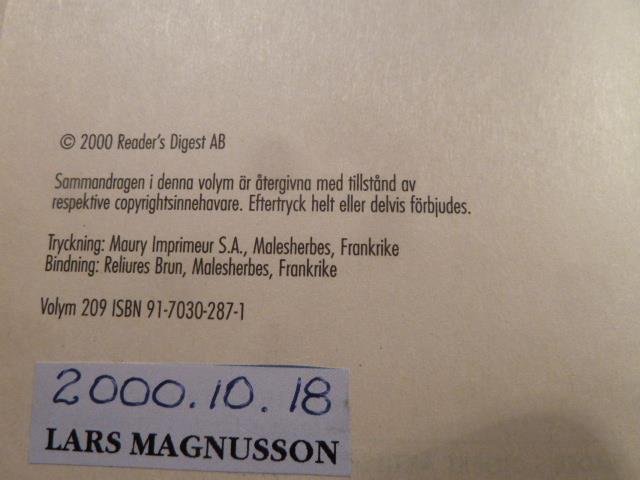 © 2000 Reader's Digest AB
Sammandragen i denna volym är återgivna med tillstånd av
respektive copyrightsinnehavare. Eftertryck helt eller delvis förbjudes.
Tryckning: Maury Imprimeur S.A., Malesherbes, Frankrike
Bindning: Reliures Brun, Malesherbes, Frankrike
Volym 209 ISBN 91-7030-287-1
2000.10.18
LARS MAGNUSSON